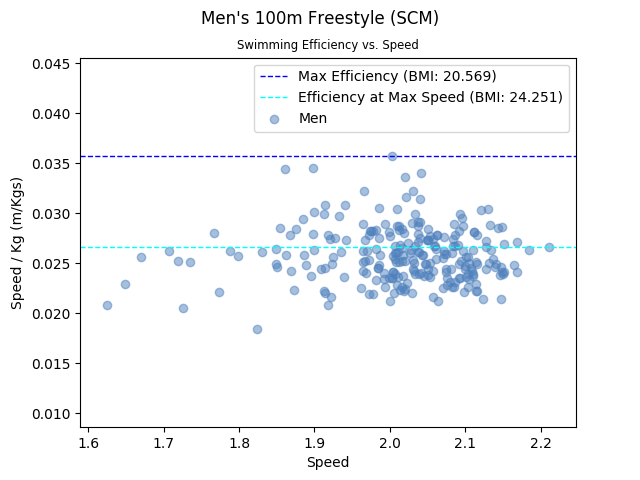 Men's 100m Freestyle (SCM)
Swimming Efficiency vs. Speed
Max Efficiency (BMI: 20.569)
Efficiency at Max Speed (BMI: 24.251)
Men
Speed / Kg (m/Kgs)
0.045
0.040
0.035
0.030
0.025
0.020
0.015
0.010
1.6 1.7 1.8 1.9 2.0 2.1 2.2
Speed